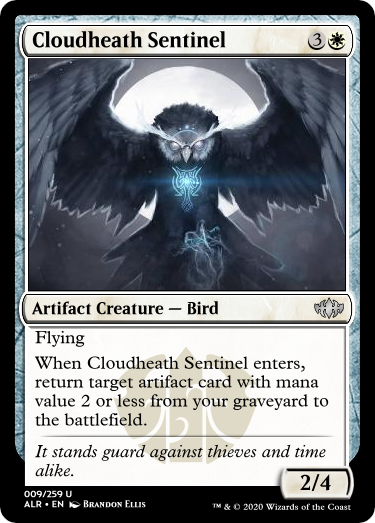 Cloudheath Sentinel 3
Artifact Creature — Bird
Flying
When Cloudheath Sentinel enters,
return target artifact card with mana
value 2 or less from your graveyard to
the battlefield.
It stands guard against thieves and time
alike.
2/4
009/259 U
ALR • EN Brandon Ellis
™ & © 2020 Wizards of the Coast